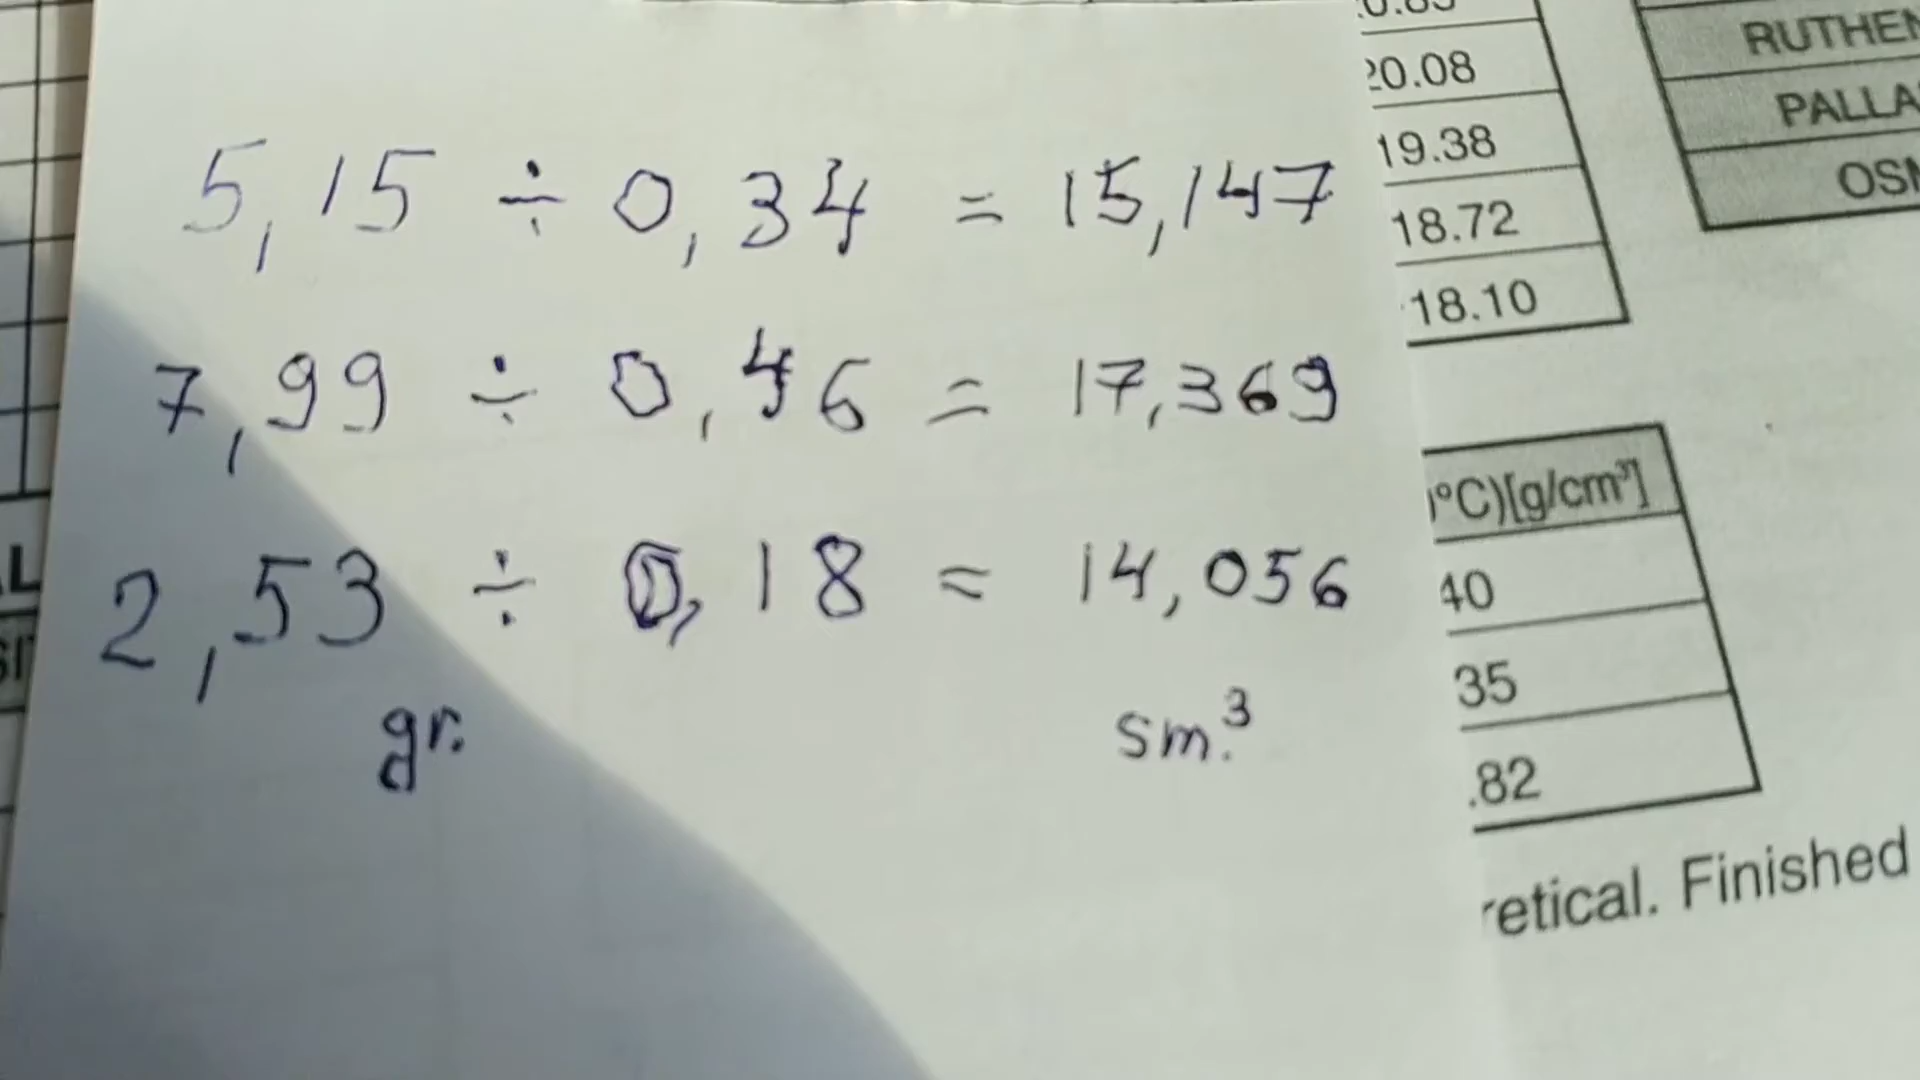 5,15 ÷ 0,34 = 15,147
7,99 ÷ 0,46 = 17,369
2,53 ÷ 0,18 = 14,056
gr.
sm.³
20.08
19.38
18.72
18.10
°C)[g/cm³]
40
35
.82
retical. Finished
RUTHEN
PALLA
OSM